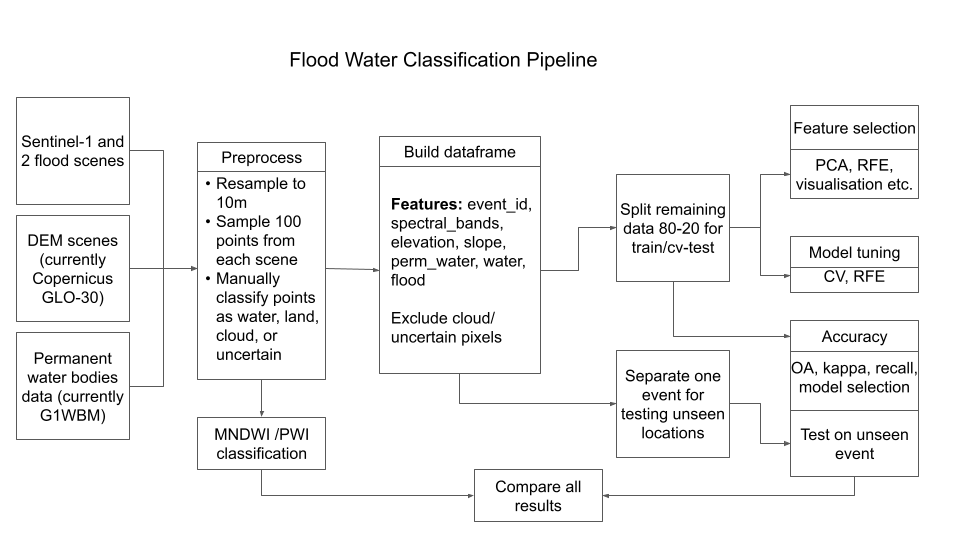 Flood Water Classification Pipeline
Sentinel-1 and
2 flood scenes
DEM scenes
(currently
Copernicus
GLO-30)
Permanent
water bodies
data (currently
G1WBM)
Preprocess
• Resample to
10m
• Sample 100
points from
each scene
• Manually
classify points
as water, land,
cloud, or
uncertain
MNDWI /PWI
classification
Build dataframe
Features: event_id,
spectral_bands,
elevation, slope,
perm_water, water,
flood
Exclude cloud/
uncertain pixels
Split remaining
data 80-20 for
train/cv-test
Separate one
event for
testing unseen
locations
Feature selection
PCA, RFE,
visualisation etc.
Model tuning
CV, RFE
Accuracy
OA, kappa, recall,
model selection
Test on unseen
event
Compare all
results